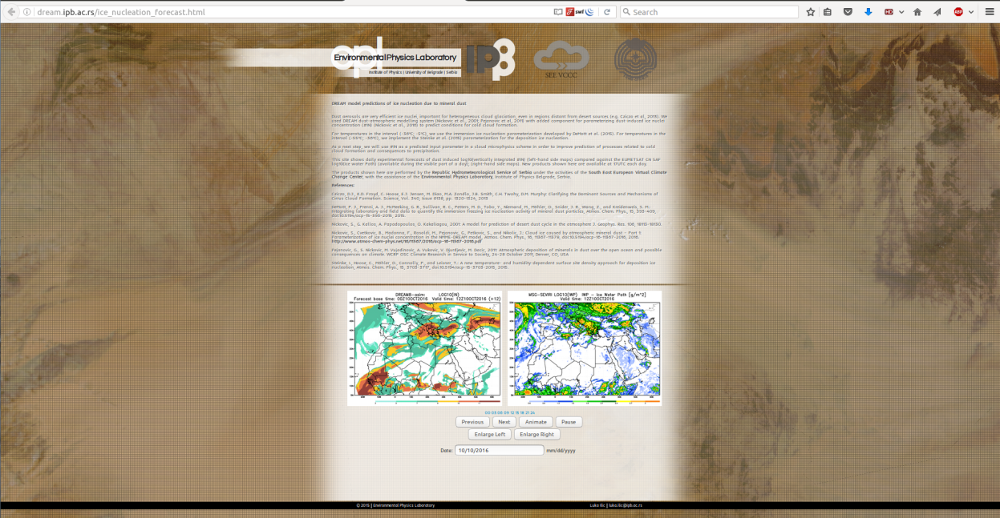 dream.ipb.ac.rs/ice_nucleation_forecast.html
swf
Search
HD
ABP
epl
Environmental Physics Laboratory
Institute of Physics | University of Belgrade | Serbia
IPB
SEE VCCC
DREAM model predictions of ice nucleation due to mineral dust
Dust aerosols are very efficient ice nuclei, important for heterogeneous cloud glaciation, even in regions distant from desert sources (e.g. Cziczo et al., 2013). We
used DREAM dust-atmospheric modelling system (Nickovic et al., 2001, Pejanovic et al, 2011) with added component for parameterizing dust-induced ice nuclei
concentration (#IN) (Nickovic et al., 2016) to predict conditions for cold cloud formation.
For temperatures in the interval (-36ºC; -5ºC), we use the immersion ice nucleation parameterization developed by DeMott et al. (2015). For temperatures in the
interval (-55ºC; -36ºC), we implement the Steinke et al. (2015) parameterization for the deposition ice nucleation.
As a next step, we will use #IN as a predicted input parameter in a cloud microphysics scheme in order to improve prediction of processes related to cold
cloud formation and consequences to precipitation.
This site shows daily experimental forecasts of dust induced log10(vertically integrated #IN) (left-hand side maps) compared against the EUMETSAT CM SAF
log10(Ice water Path) (available during the visible part of a day; (right-hand side maps). New products shown here are available at 17UTC each day.
The products shown here are performed by the Republic Hydrometeorological Service of Serbia under the activities of the South East European Virtual Climate
Change Center, with the assistence of the Environmental Physics Laboratory, Institute of Physics Belgrade, Serbia.
References:
Cziczo, D.J., K.D. Froyd, C. Hoose, E.J. Jensen, M. Diao, M.A. Zondlo, J.B. Smith, C.H. Twohy, D.M. Murphy: Clarifying the Dominant Sources and Mechanisms of
Cirrus Cloud Formation. Science, Vol. 340, Issue 6138, pp. 1320-1324, 2013
DeMott, P. J., Prenni, A. J., McMeeking, G. R., Sullivan, R. C., Petters, M. D., Tobo, Y., Niemand, M., Möhler, O., Snider, J. R., Wang, Z., and Kreidenweis, S. M.:
Integrating laboratory and field data to quantify the immersion freezing ice nucleation activity of mineral dust particles, Atmos. Chem. Phys., 15, 393-409,
doi:10.5194/acp-15-393-2015, 2015.
Nickovic, S., G. Kallos, A. Papadopoulos, O. Kakaliagou, 2001: A model for prediction of desert dust cycle in the atmosphere J. Geophys. Res. 106, 18113-18130.
Nickovic, S., Cvetkovic, B., Madonna, F., Rosoldi, M., Pejanovic, G., Petkovic, S., and Nikolic, J.: Cloud ice caused by atmospheric mineral dust – Part 1:
Parameterization of ice nuclei concentration in the NMME-DREAM model, Atmos. Chem. Phys., 16, 11367-11378, doi:10.5194/acp-16-11367-2016, 2016.
http://www.atmos-chem-phys.net/16/11367/2016/acp-16-11367-2016.pdf
Pejanovic, G., S. Nickovic, M. Vujadinovic, A. Vukovic, V. Djurdjevic, M. Dacic, 2011: Atmospheric deposition of minerals in dust over the open ocean and possible
consequences on climate. WCRP OSC Climate Research in Service to Society, 24-28 October 2011, Denver, CO, USA
Steinke, I., Hoose, C., Möhler, O., Connolly, P., and Leisner, T.: A new temperature- and humidity-dependent surface site density approach for deposition ice
nucleation, Atmos. Chem. Phys., 15, 3703-3717, doi:10.5194/acp-15-3703-2015, 2015.
DREAM8-asim: LOG10(N)
Forecast base time: 00Z10OCT2016 Valid time: 12Z10OCT2016 (+12)
MSG-SEVIRI LOG10(IWP) IWP - Ice Water Path [g/m^2]
Valid time: 12Z10OCT2016
00 03 06 09 12 15 18 21 24
Previous
Next
Animate
Pause
Enlarge Left
Enlarge Right
Date: 10/10/2016 mm/dd/yyyy
© 2015 | Environmental Physics Laboratory
Luka Ilic | luka.ilic@ipb.ac.rs